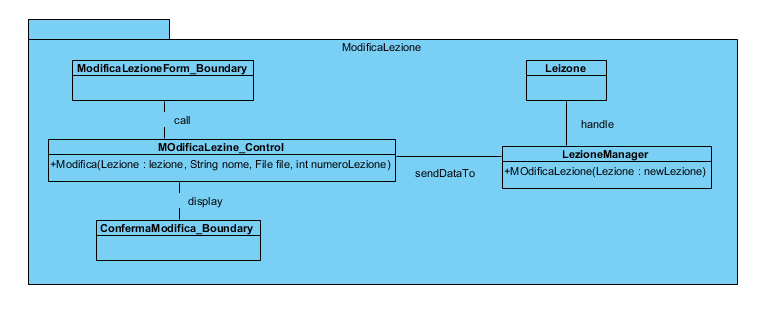 ModificaLezione
ModificaLezioneForm_Boundary
Leizone
call
handle
MOdificaLezine_Control
+Modifica(Lezione : lezione, String nome, File file, int numeroLezione)
sendDataTo
LezioneManager
+MOdificaLezione(Lezione : newLezione)
display
ConfermaModifica_Boundary